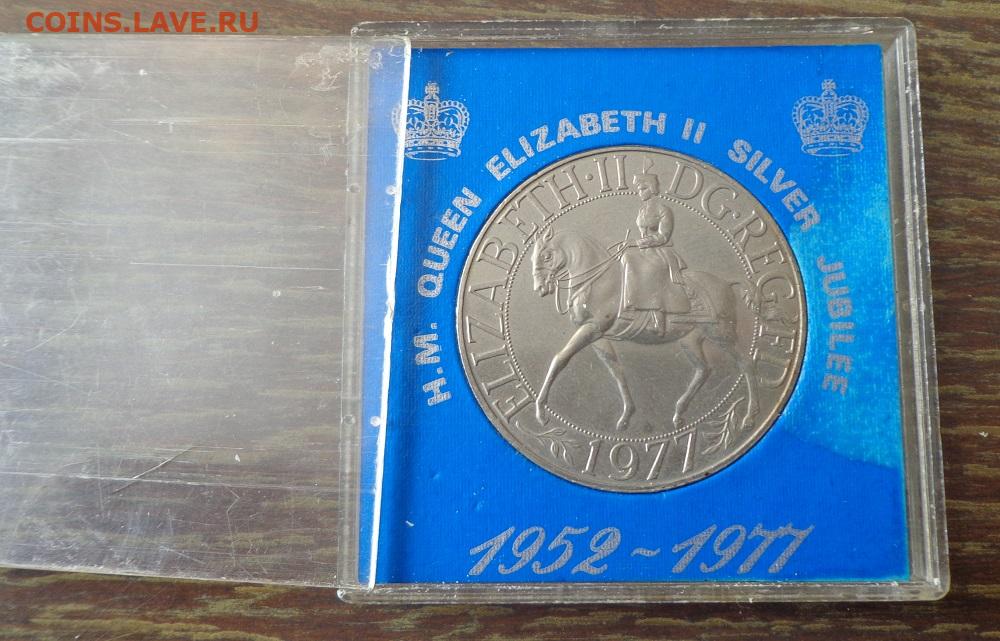 COINS.LAVE.RU
H.M. QUEEN ELIZABETH II SILVER JUBILEE
ELIZABETH·II D·G·REG·F·D
1977
1952~1977